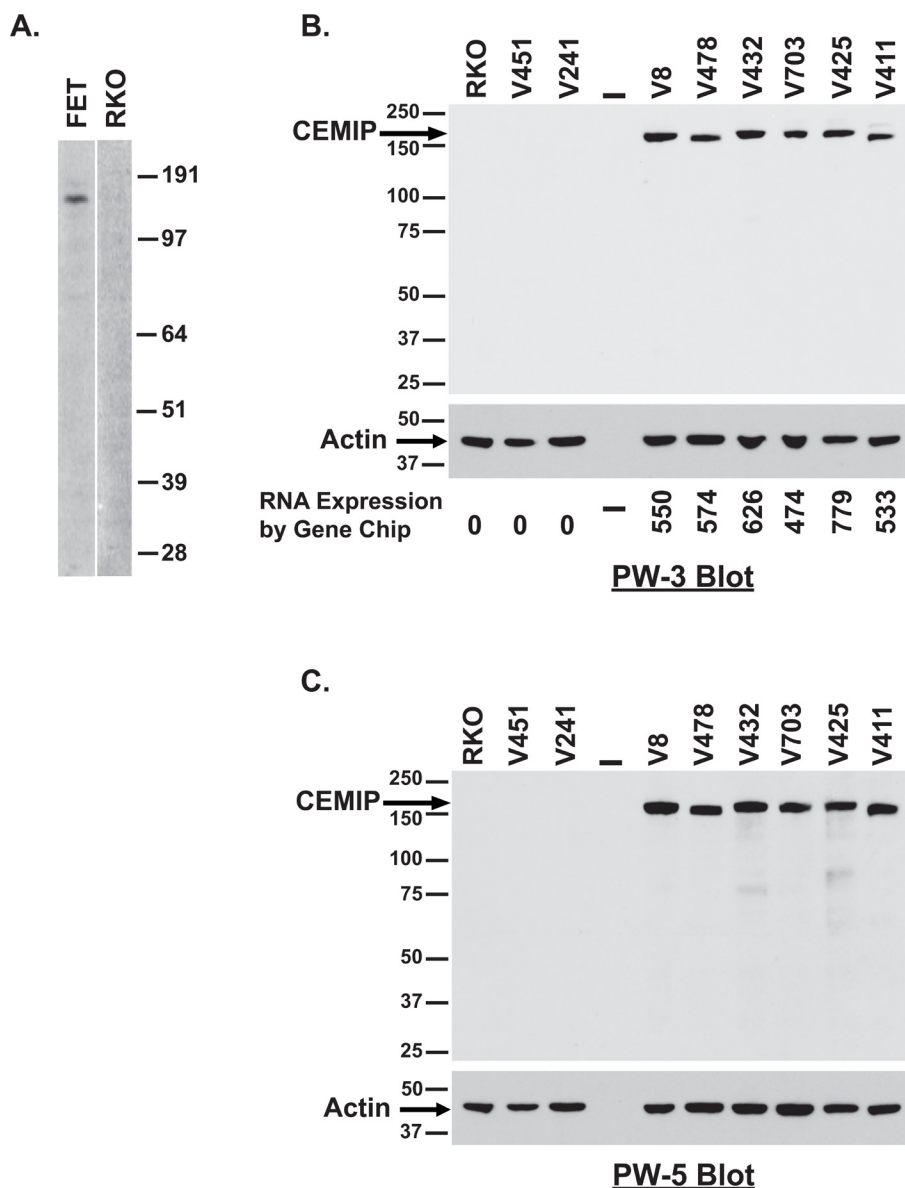 A.
FET RKO
191
97
64
51
39
28
B.
RKO V451 V241 — V8 V478 V432 V703 V425 V411
250
CEMIP
150
100
75
50
37
25
50
Actin
37
RNA Expression
by Gene Chip
0 0 0 — 550 574 626 474 779 533
PW-3 Blot
C.
RKO V451 V241 — V8 V478 V432 V703 V425 V411
250
CEMIP
150
100
75
50
37
25
50
Actin
37
PW-5 Blot